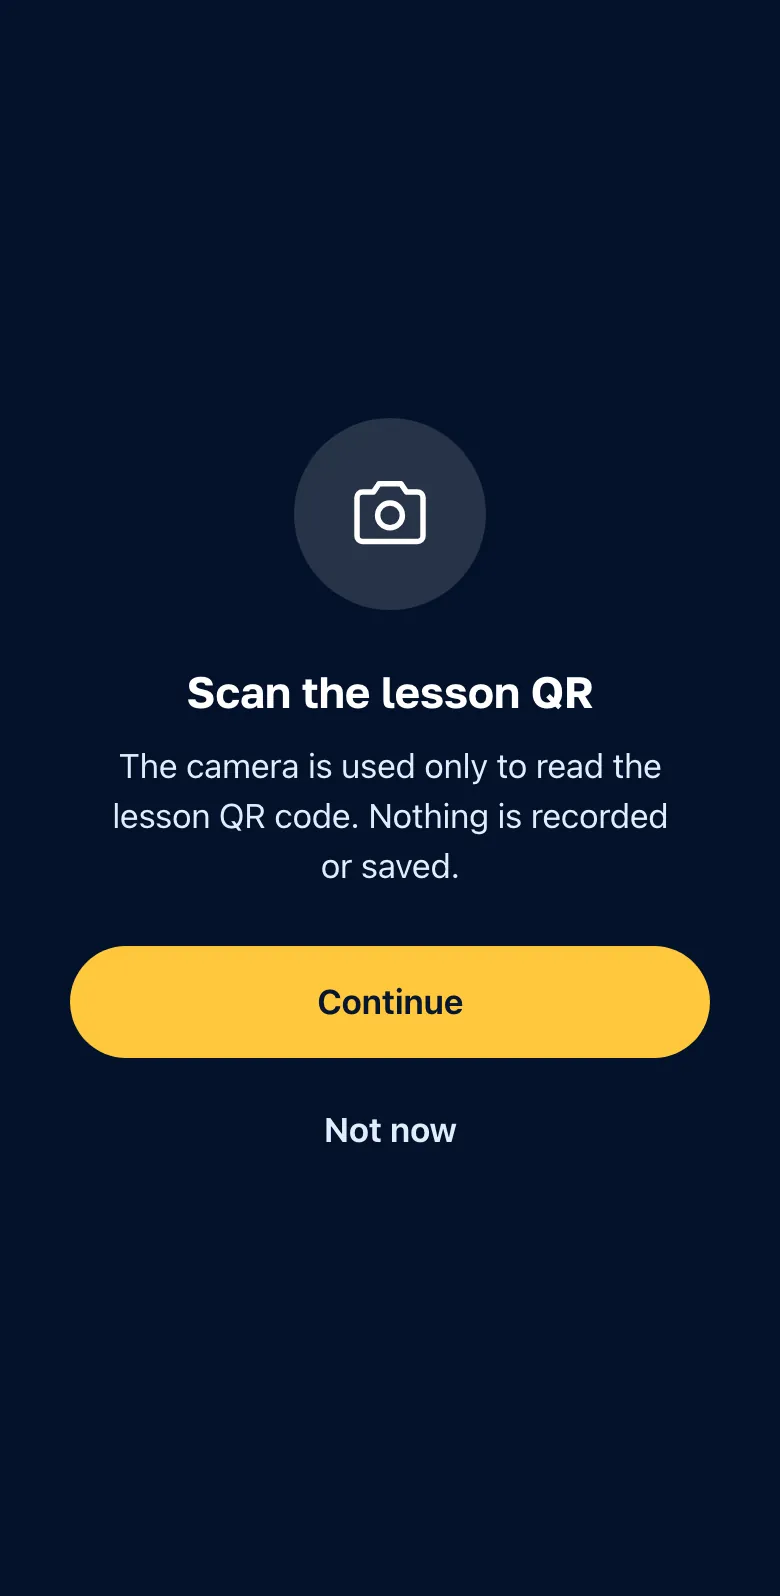 Scan the lesson QR
The camera is used only to read the
lesson QR code. Nothing is recorded
or saved.
Continue
Not now